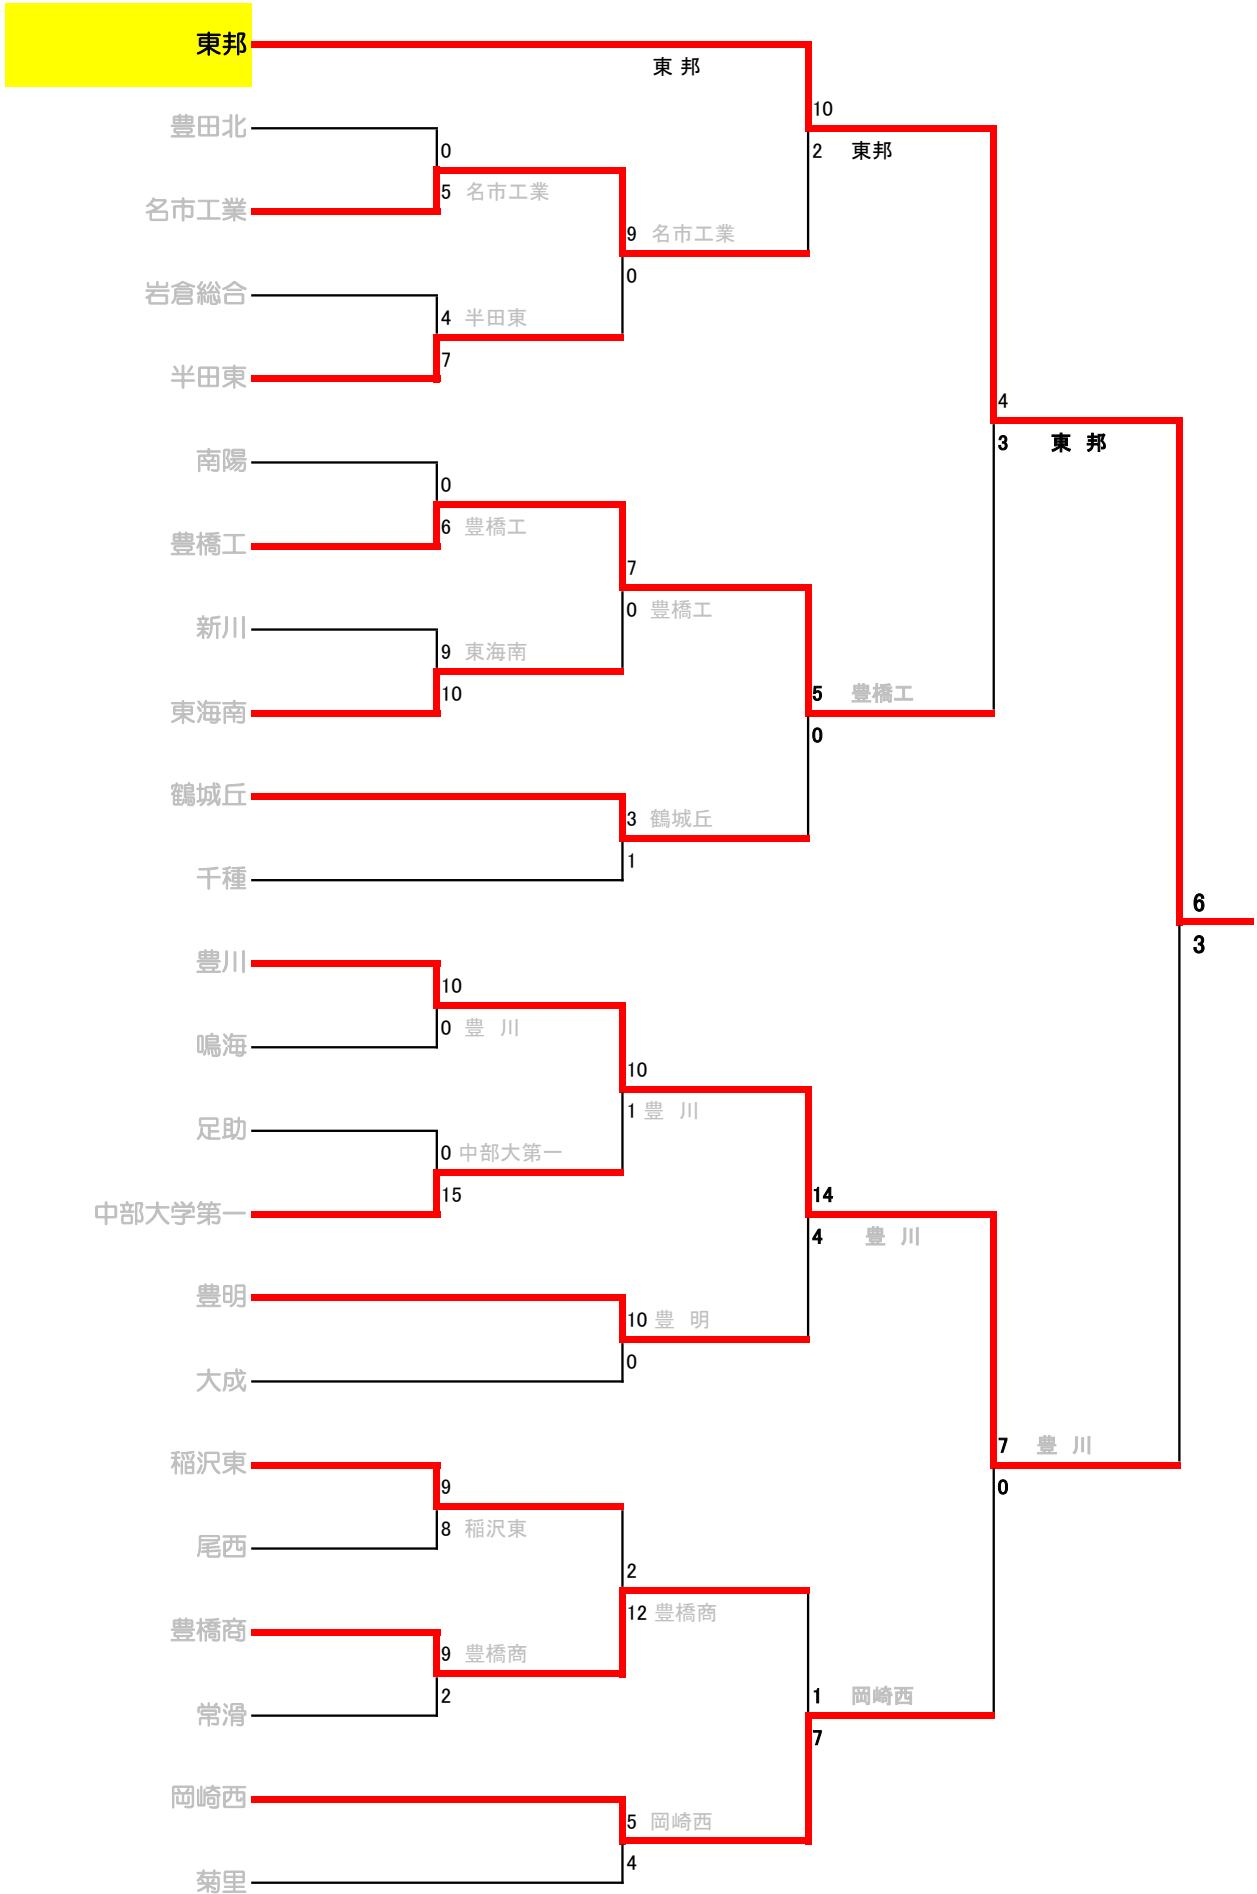 東邦
東 邦
10
豊田北
0
2 東邦
5 名市工業
名市工業
9 名市工業
0
岩倉総合
4 半田東
7
半田東
4
3 東 邦
南陽
0
6 豊橋工
豊橋工
7
0 豊橋工
新川
9 東海南
10
5 豊橋工
東海南
0
鶴城丘
3 鶴城丘
1
千種
6
3
豊川
10
0 豊 川
鳴海
10
1 豊 川
足助
0 中部大第一
15
14
中部大学第一
4 豊 川
豊明
10 豊 明
0
大成
7 豊 川
稲沢東
9
0
8 稲沢東
尾西
2
12 豊橋商
豊橋商
9 豊橋商
2
1 岡崎西
常滑
7
岡崎西
5 岡崎西
4
菊里